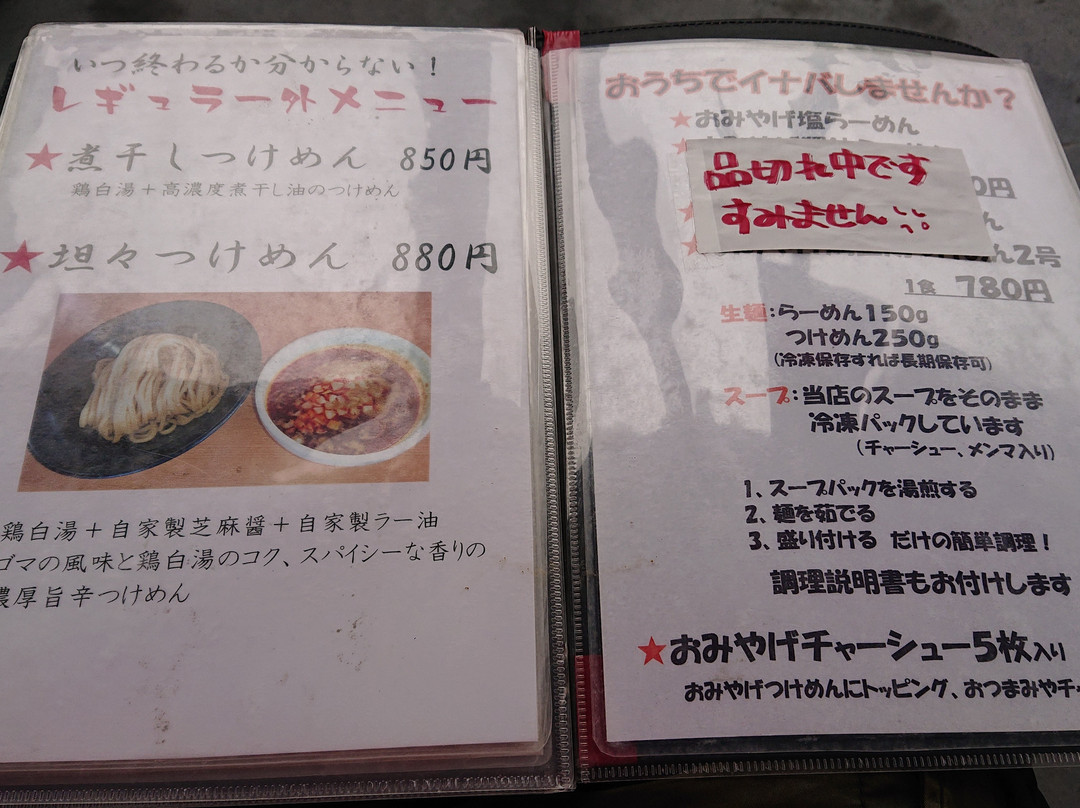 いつ終わるか分からない！
レギュラー外メニュー
★煮干しつけめん 850円
鶏白湯＋高濃度煮干し油のつけめん
★坦々つけめん 880円
鶏白湯＋自家製芝麻醤＋自家製ラー油
ゴマの風味と鶏白湯のコク、スパイシーな香りの
濃厚旨辛つけめん
おうちでイナバしませんか？
★おみやげ塩らーめん
品切れ中です
すみません
0円
ん
ん2号
1食 780円
生麺：らーめん150g
つけめん250g
（冷凍保存すれば長期保存可）
スープ：当店のスープをそのまま
冷凍パックしています
（チャーシュー、メンマ入り）
1、スープパックを湯煎する
2、麺を茹でる
3、盛り付ける だけの簡単調理！
調理説明書もお付けします
★おみやげチャーシュー5枚入り
おみやげつけめんにトッピング、おつまみやチャ